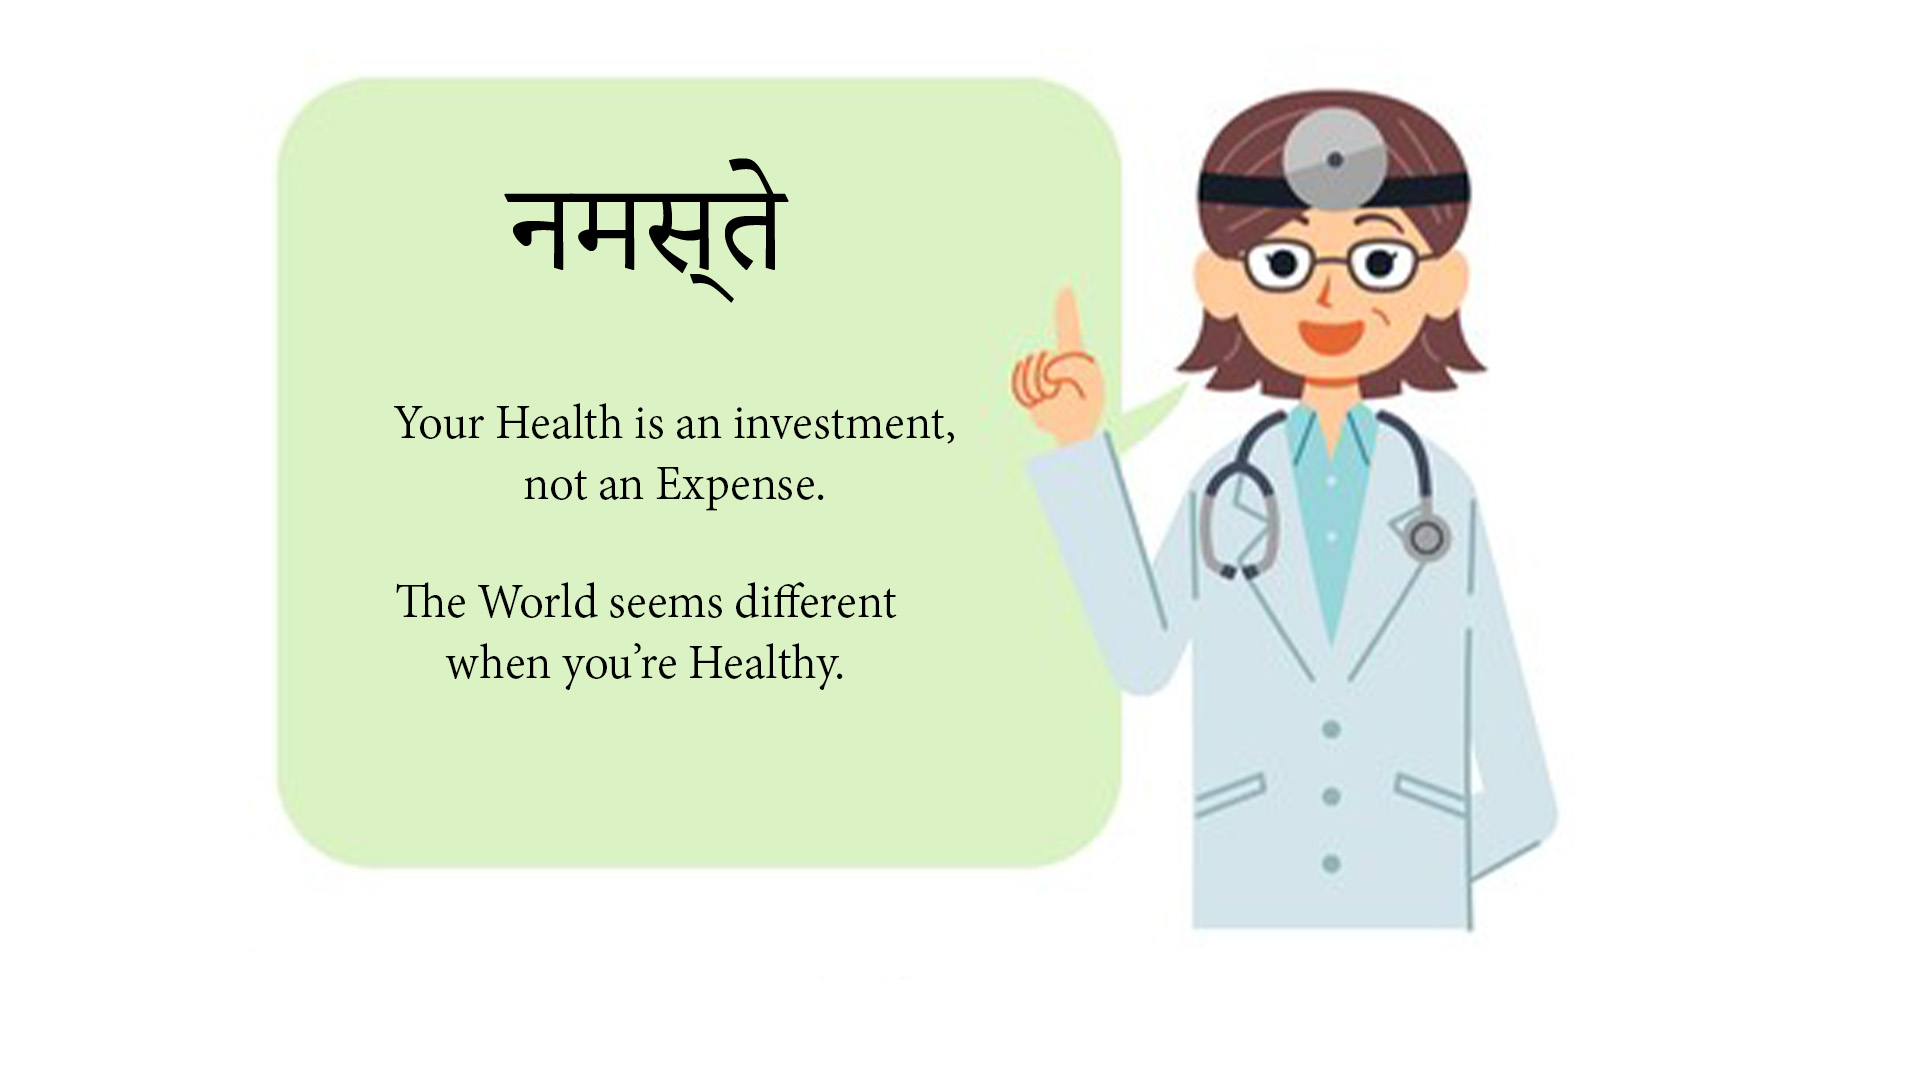 नमस्ते
Your Health is an investment,
not an Expense.
The World seems different
when you’re Healthy.